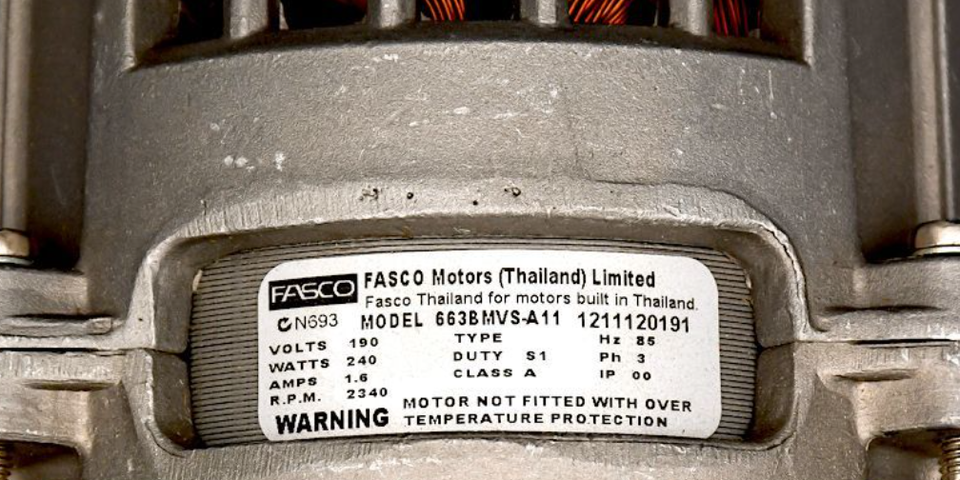 FASCO FASCO Motors (Thailand) Limited
Fasco Thailand for motors built in Thailand.
N693 MODEL 663BMVS-A11 1211120191
VOLTS 190 TYPE Hz 85
WATTS 240 DUTY S1 Ph 3
AMPS 1.6 CLASS A IP 00
R.P.M. 2340
WARNING MOTOR NOT FITTED WITH OVER
TEMPERATURE PROTECTION